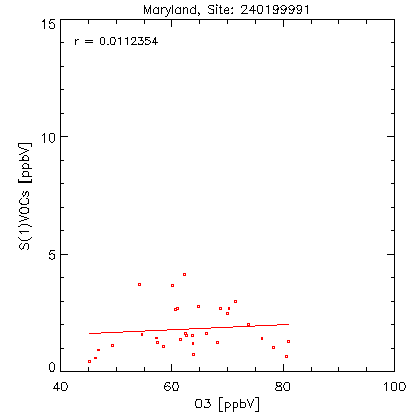 Maryland, Site: 240199991
r = 0.0112354
15
10
5
0
S(1)VOCs [ppbV]
40
60
80
100
O3 [ppbV]